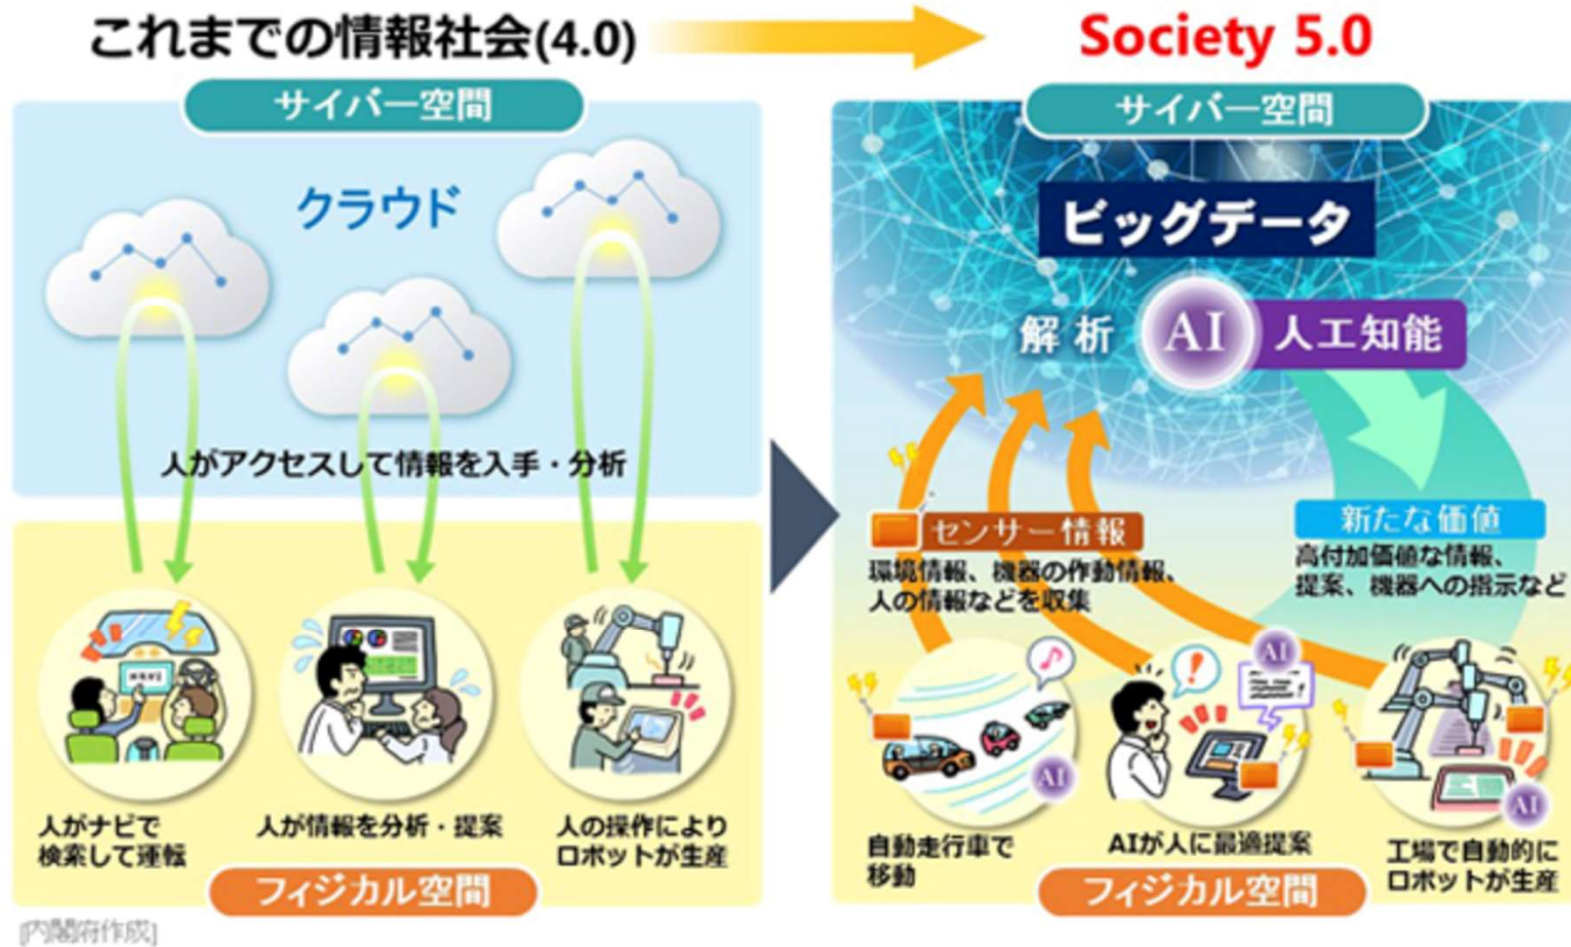 これまでの情報社会(4.0)
Society 5.0
サイバー空間
クラウド
人がアクセスして情報を入手・分析
人がナビで
検索して運転
人が情報を分析・提案
人の操作により
ロボットが生産
フィジカル空間
[内閣府作成]
サイバー空間
ビッグデータ
解析
AI
人工知能
センサー情報
環境情報、機器の作動情報、
人の情報などを収集
新たな価値
高付加価値な情報、
提案、機器への指示など
AI
AI
AI
自動走行車で
移動
AIが人に最適提案
工場で自動的に
ロボットが生産
フィジカル空間